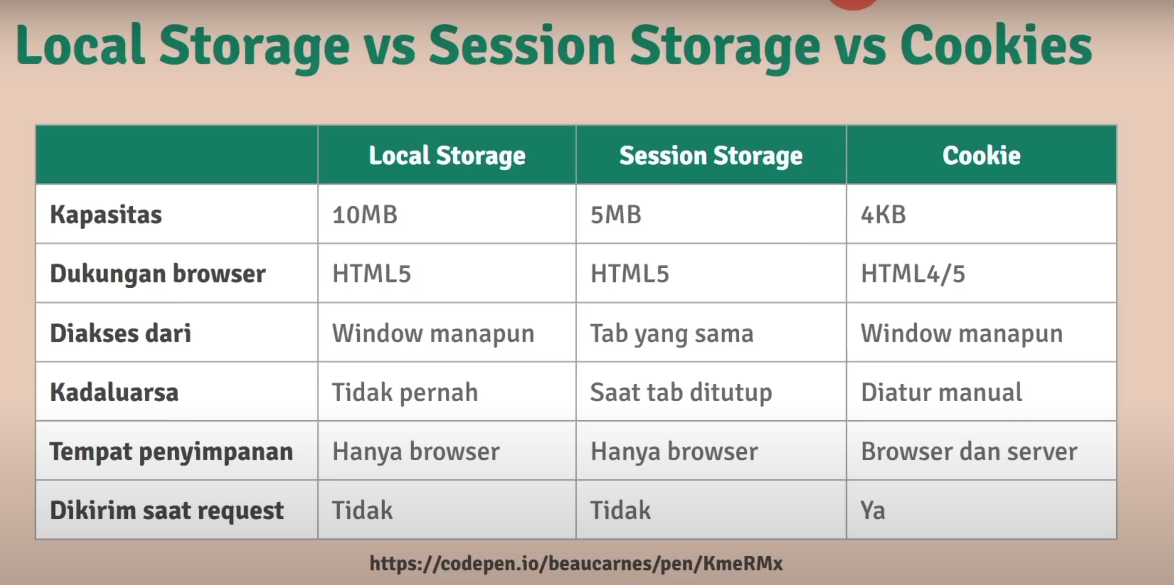 Local Storage vs Session Storage vs Cookies
Local Storage Session Storage Cookie
Kapasitas 10MB 5MB 4KB
Dukungan browser HTML5 HTML5 HTML4/5
Diakses dari Window manapun Tab yang sama Window manapun
Kadaluarsa Tidak pernah Saat tab ditutup Diatur manual
Tempat penyimpanan Hanya browser Hanya browser Browser dan server
Dikirim saat request Tidak Tidak Ya
https://codepen.io/beaucarnes/pen/KmeRMx